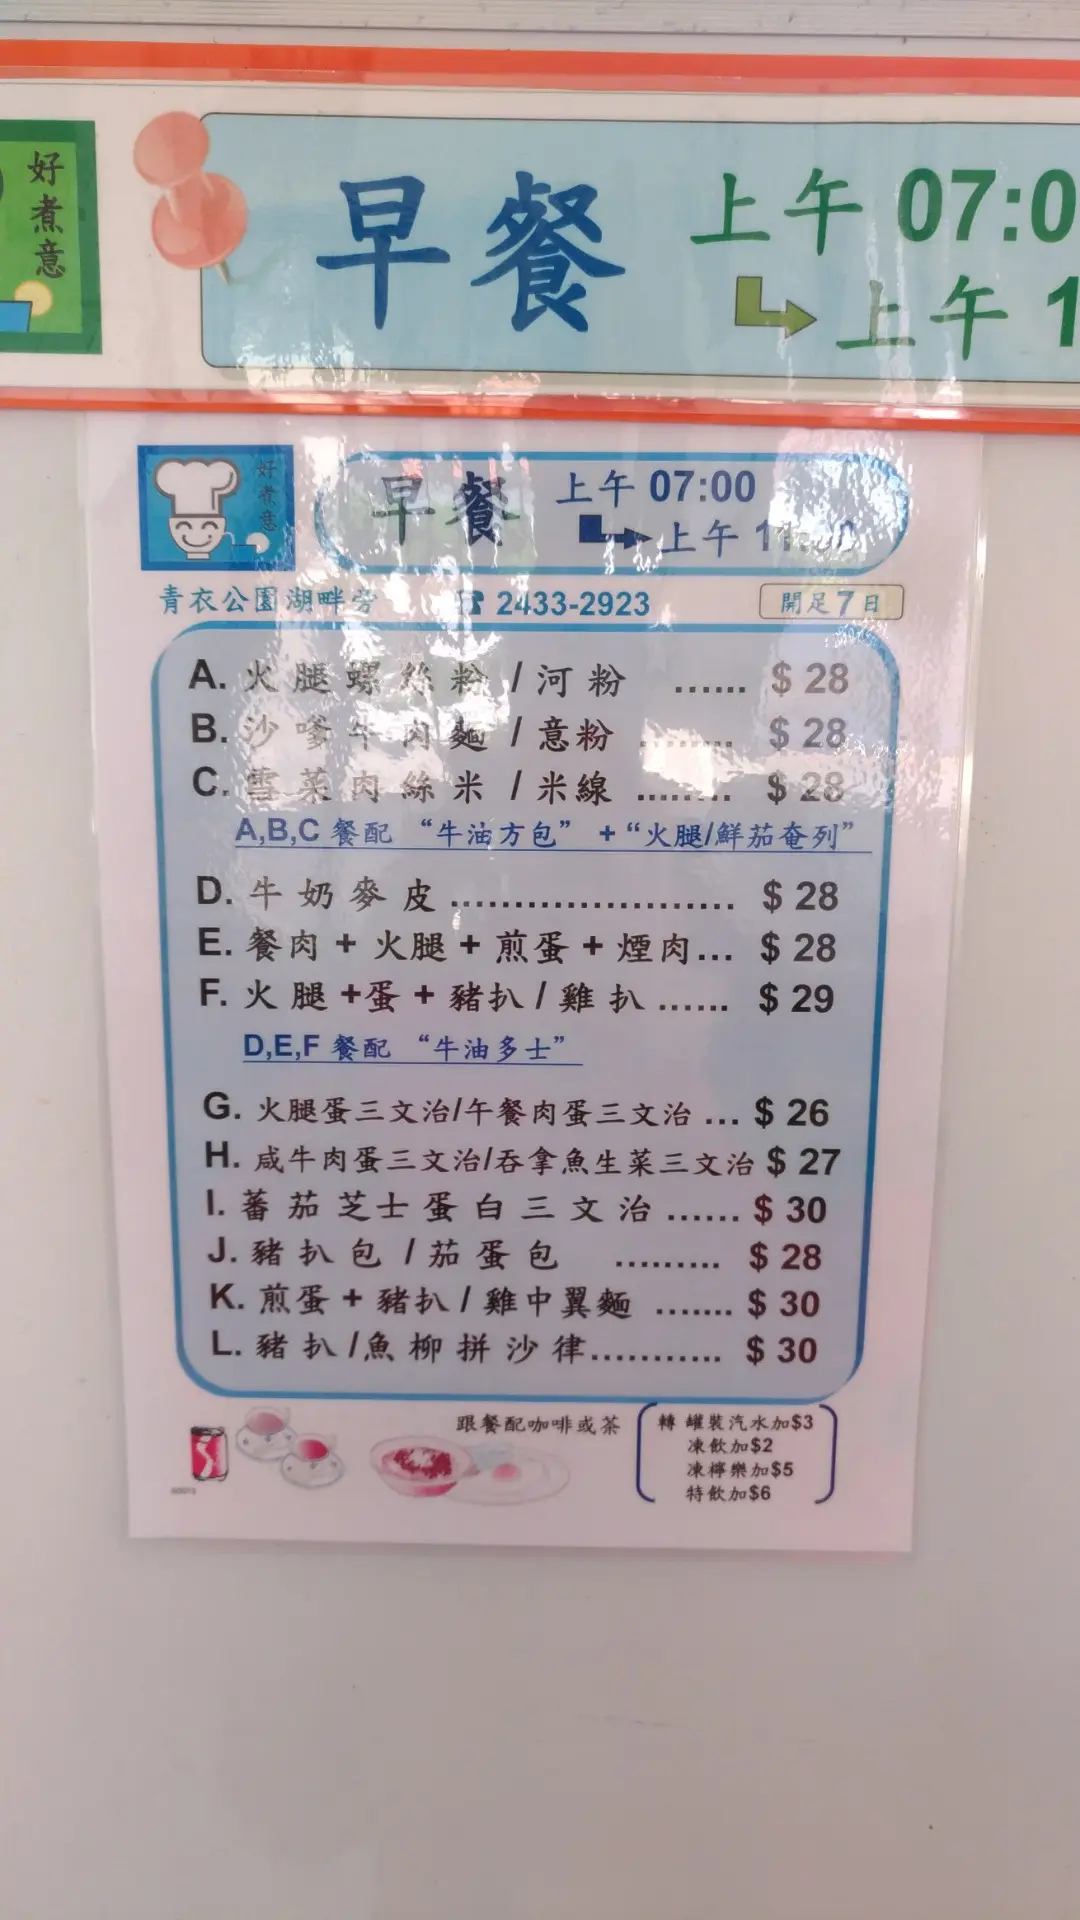 好煮意
早餐 上午 07:0
上午 1
好煮意
早餐 上午 07:00
上午 11:
青衣公園湖畔旁 ☎ 2433-2923 開足7日
A. 火腿螺絲粉 / 河粉 ...... $ 28
B. 沙嗲牛肉麵 / 意粉 ........ $ 28
C. 雪菜肉絲米 / 米線 ........ $ 28
A,B,C 餐配 “牛油方包” + “火腿/鮮茄奄列”
D. 牛奶麥皮...................... $ 28
E. 餐肉 + 火腿 + 煎蛋 + 煙肉... $ 28
F. 火腿 +蛋 + 豬扒 / 雞扒 ...... $ 29
D,E,F 餐配 “牛油多士”
G. 火腿蛋三文治/午餐肉蛋三文治 ... $ 26
H. 咸牛肉蛋三文治/吞拿魚生菜三文治 $ 27
I. 蕃茄芝士蛋白三文治 ...... $ 30
J. 豬扒包 / 茄蛋包 ......... $ 28
K. 煎蛋 + 豬扒 / 雞中翼麵 ....... $ 30
L. 豬扒 /魚柳拼沙律........... $ 30
跟餐配咖啡或茶
轉 罐裝汽水加$3
凍飲加$2
凍檸樂加$5
特飲加$6